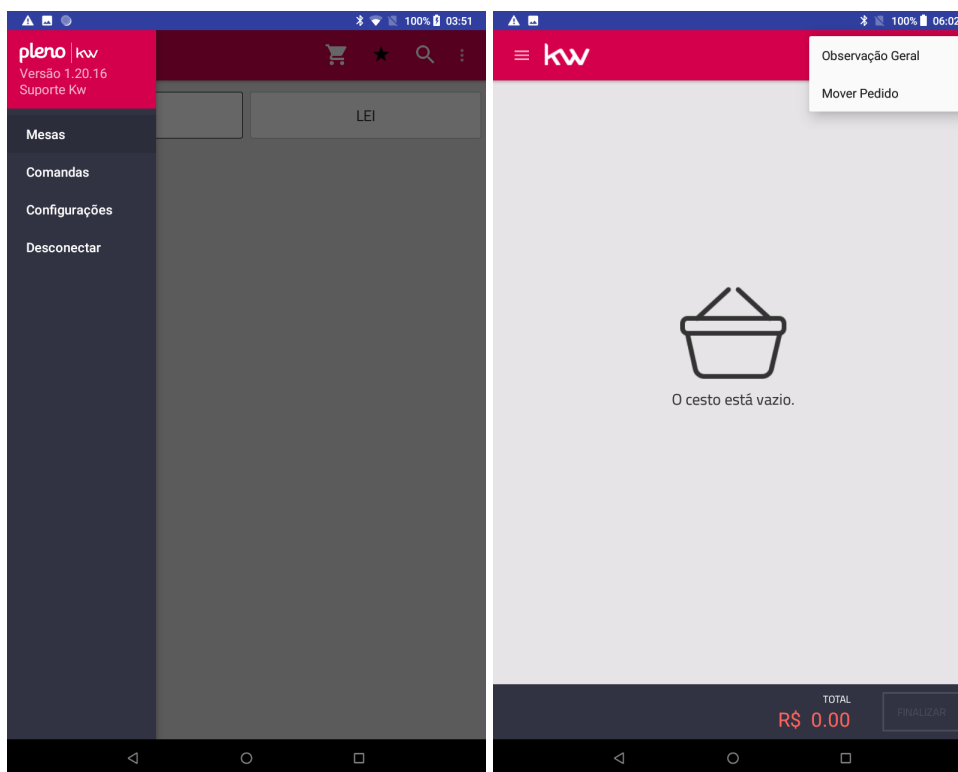 100% 03:51
pleno | kw
Versão 1.20.16
Suporte Kw
LEI
Mesas
Comandas
Configurações
Desconectar
100% 06:02
kw
Observação Geral
Mover Pedido
O cesto está vazio.
TOTAL
R$ 0.00
FINALIZAR